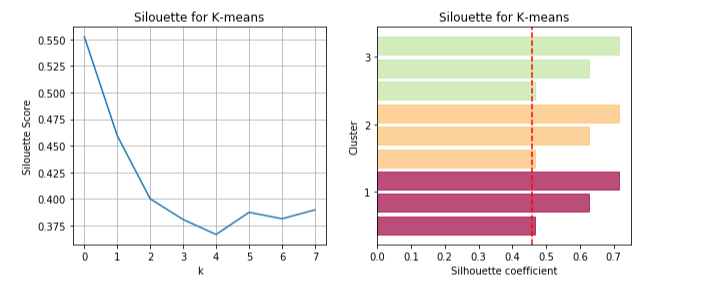 Silouette for K-means
Silouette Score
0.550
0.525
0.500
0.475
0.450
0.425
0.400
0.375
0 1 2 3 4 5 6 7
k
Silouette for K-means
Cluster
3
2
1
0.0 0.1 0.2 0.3 0.4 0.5 0.6 0.7
Silhouette coefficient